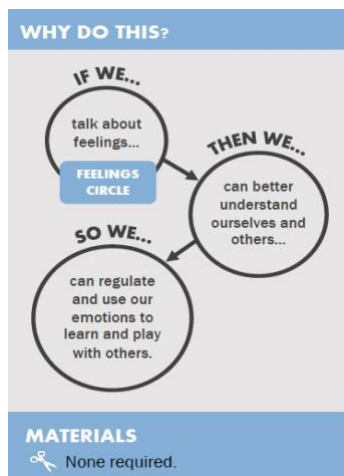 WHY DO THIS?
IF WE...
talk about
feelings...
FEELINGS
CIRCLE
THEN WE...
can better
understand
ourselves and
others...
SO WE...
can regulate
and use our
emotions to
learn and play
with others.
MATERIALS
None required.